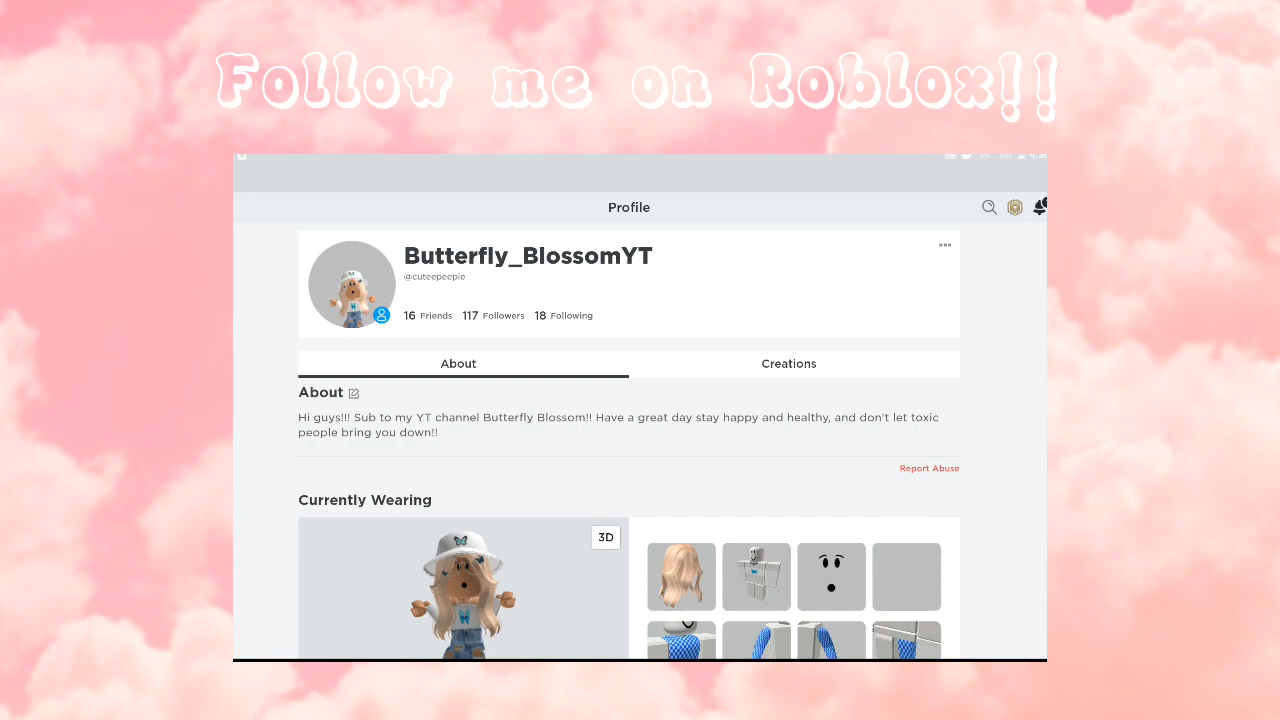 Follow me on Roblox!!
Profile
Butterfly_BlossomYT
@cuteepeepie
16 Friends 117 Followers 18 Following
About Creations
About
Hi guys!!! Sub to my YT channel Butterfly Blossom!! Have a great day stay happy and healthy, and don't let toxic
people bring you down!!
Report Abuse
Currently Wearing
3D